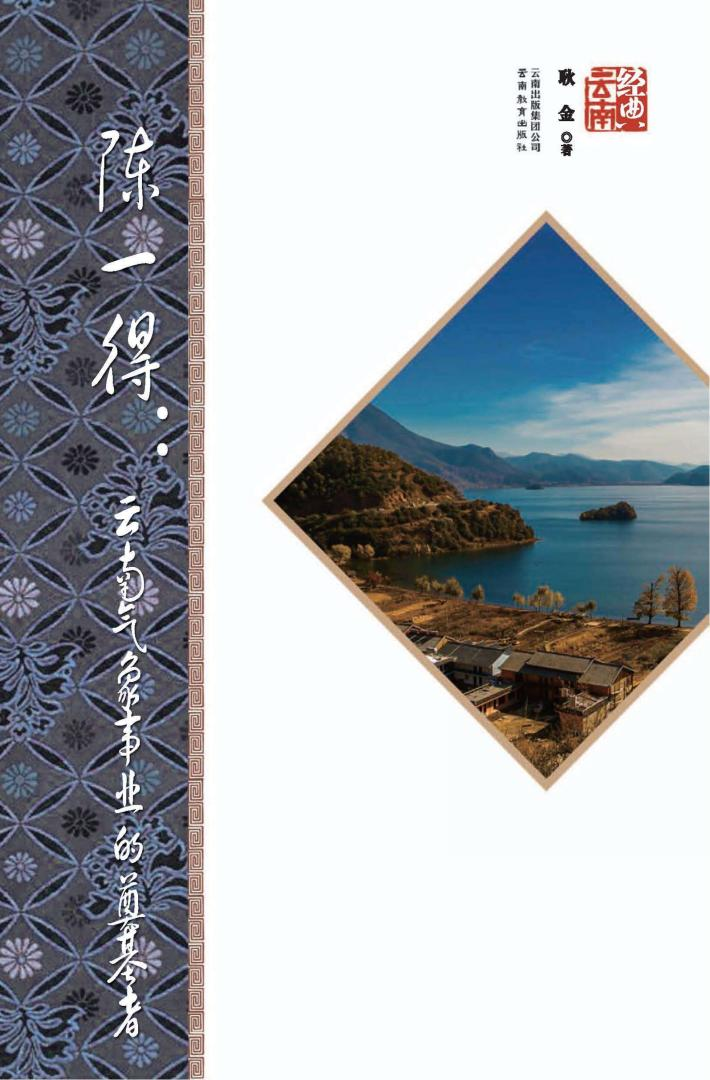 经典
云南
耿金◎著
云南出版集团公司
云南教育出版社
陈一得：
云南气象事业的奠基者